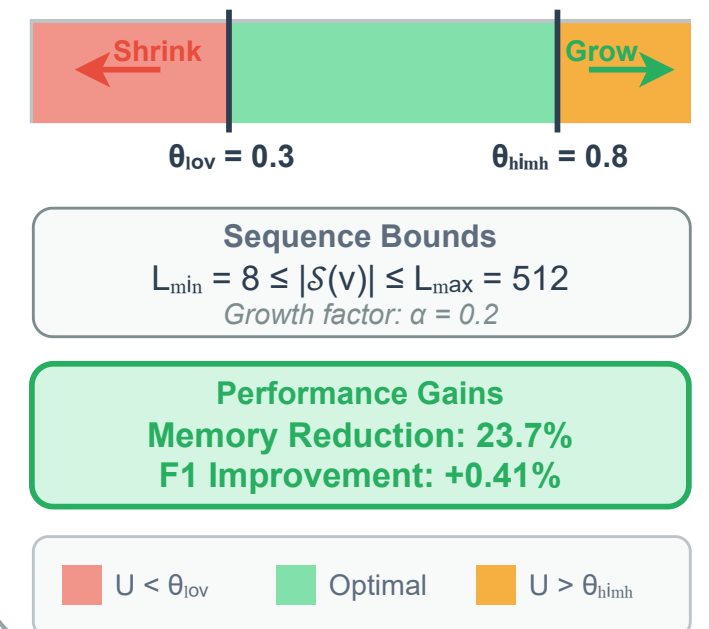 Shrink Grow
θlov = 0.3 θhimh = 0.8
Sequence Bounds
Lmin = 8 ≤ |𝒮(v)| ≤ Lmax = 512
Growth factor: α = 0.2
Performance Gains
Memory Reduction: 23.7%
F1 Improvement: +0.41%
U < θlov Optimal U > θhimh